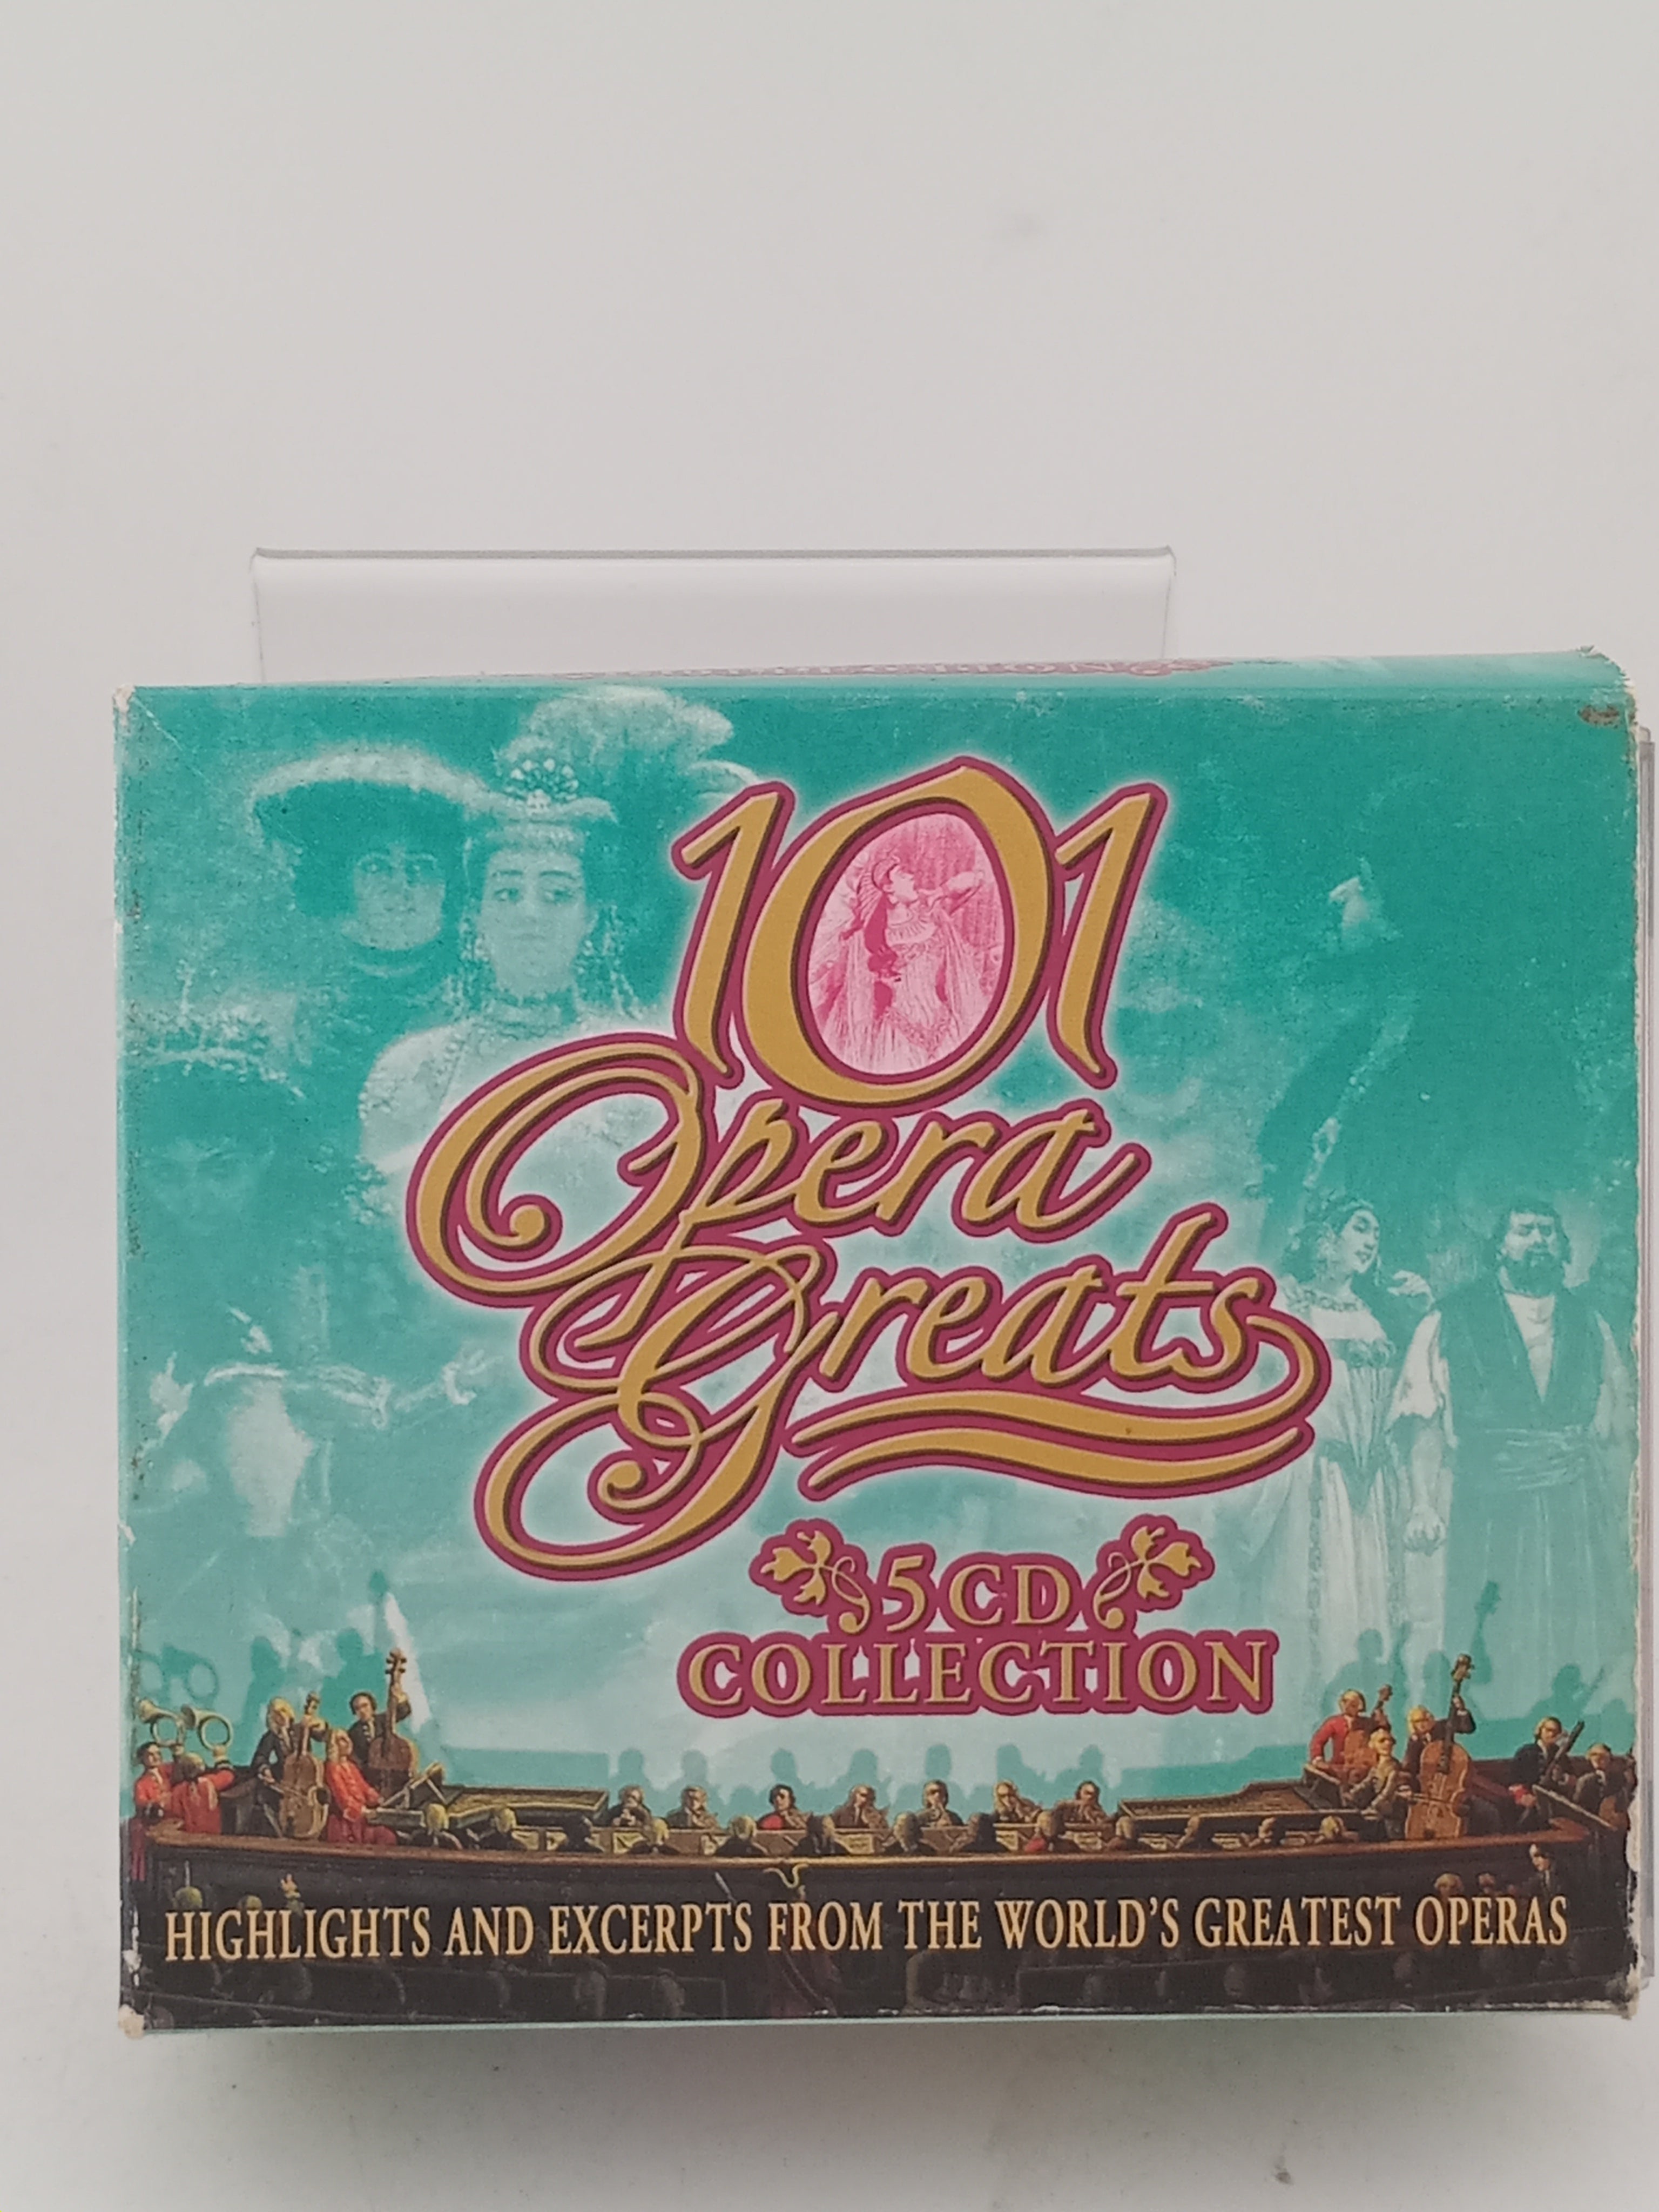 101
Opera
Greats
5 CD
COLLECTION
HIGHLIGHTS AND EXCERPTS FROM THE WORLD'S GREATEST OPERAS